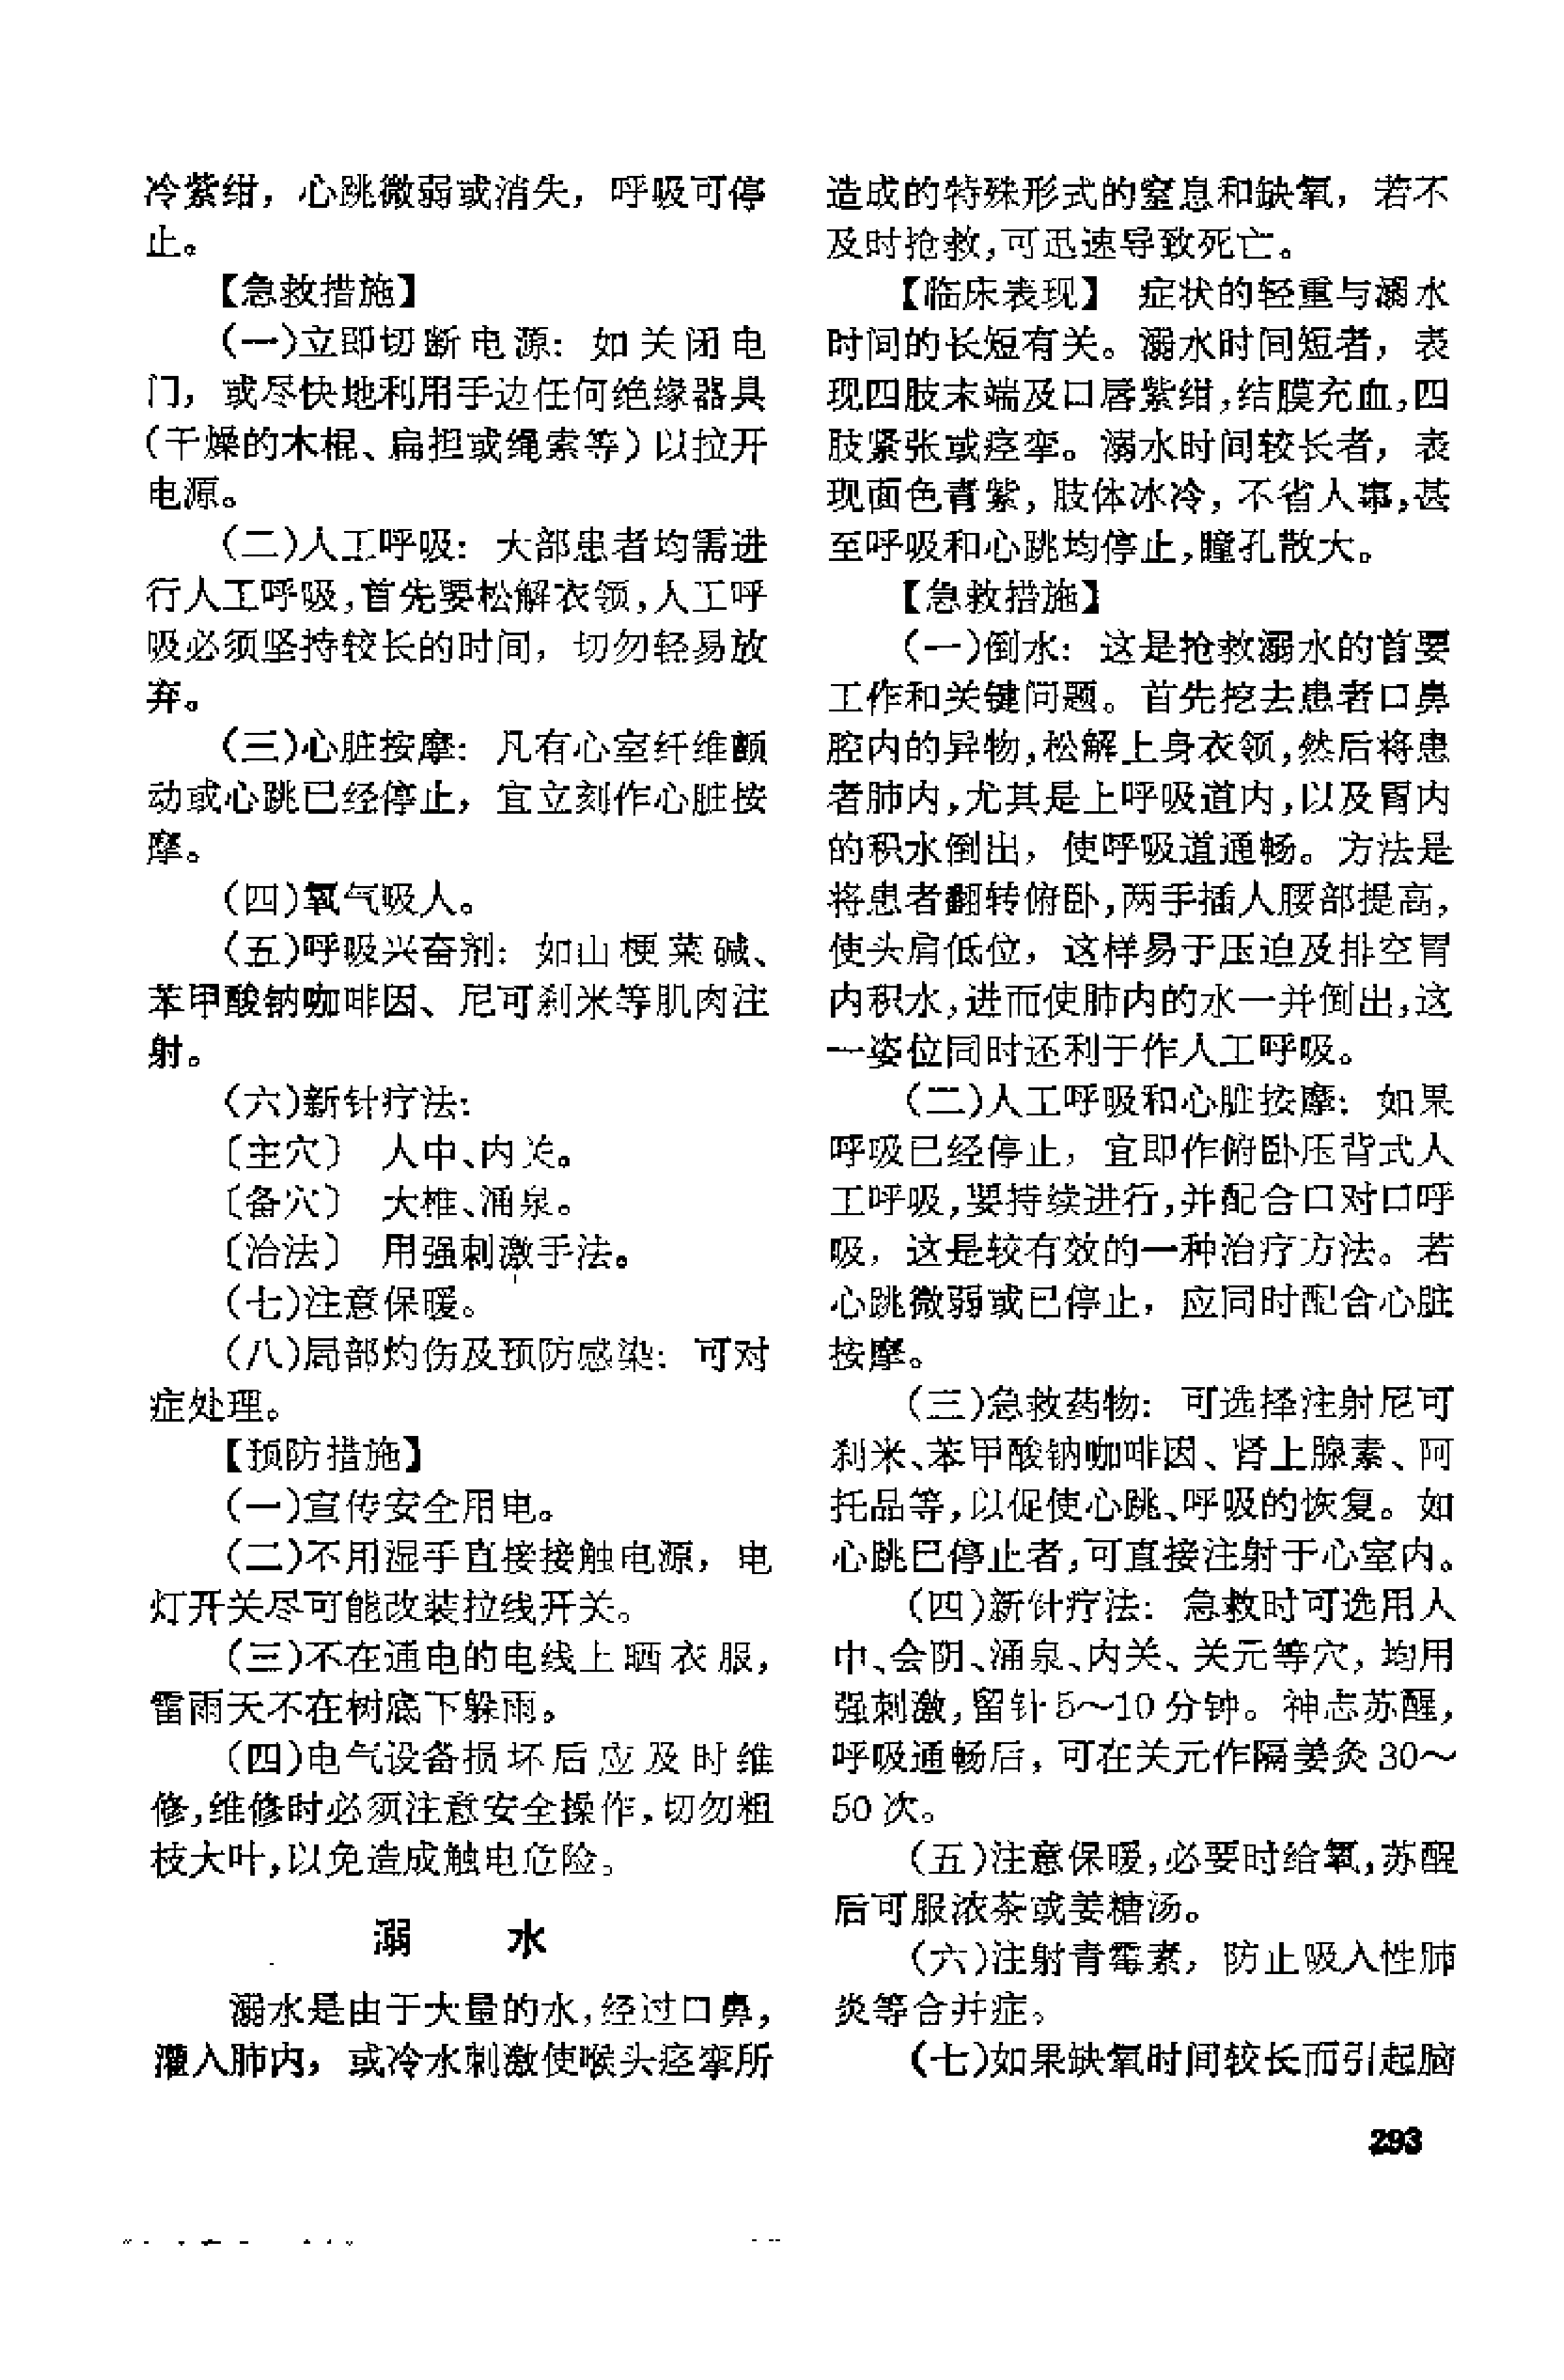 冷紫绀，心跳微弱或消失，呼吸可停
止。
【急救措施】
(一)立即切断电源：如关闭电
门，或尽快地利用手边任何绝缘器具
(干燥的木棍、扁担或绳索等)以拉开
电源。
(二)人工呼吸：大部患者均需进
行人工呼吸,首先要松解衣领,人工呼
吸必须坚持较长的时间，切勿轻易放
弃。
(三)心脏按摩：凡有心室纤维颤
动或心跳已经停止，宜立刻作心脏按
摩。
(四)氧气吸人。
(五)呼吸兴奋剂：如山梗菜碱、
苯甲酸钠咖啡因、尼可刹米等肌肉注
射。
(六)新针疗法：
〔主穴〕 人中、内关。
〔备穴〕 大椎、涌泉。
〔治法〕 用强刺激手法。
(七)注意保暖。
(八)局部灼伤及预防感染：可对
症处理。
【预防措施】
(一)宣传安全用电。
(二)不用湿手直接接触电源，电
灯开关尽可能改装拉线开关。
(三)不在通电的电线上晒衣服，
雷雨天不在树底下躲雨。
(四)电气设备损坏后应及时维
修,维修时必须注意安全操作,切勿粗
枝大叶,以免造成触电危险。
溺 水
溺水是由于大量的水,经过口鼻,
灌入肺内，或冷水刺激使喉头痉挛所
造成的特殊形式的窒息和缺氧，若不
及时抢救,可迅速导致死亡。
【临床表现】 症状的轻重与溺水
时间的长短有关。溺水时间短者，表
现四肢末端及口唇紫绀,结膜充血,四
肢紧张或痉挛。溺水时间较长者，表
现面色青紫,肢体冰冷,不省人事,甚
至呼吸和心跳均停止,瞳孔散大。
【急救措施】
(一)倒水：这是抢救溺水的首要
工作和关键问题。首先挖去患者口鼻
腔内的异物,松解上身衣领,然后将患
者肺内,尤其是上呼吸道内,以及胃内
的积水倒出，使呼吸道通畅。方法是
将患者翻转俯卧,两手插人腰部提高,
使头肩低位，这样易于压迫及排空胃
内积水,进而使肺内的水一并倒出,这
一姿位同时还利于作人工呼吸。
(二)人工呼吸和心脏按摩：如果
呼吸已经停止，宜即作俯卧压背式人
工呼吸,要持续进行,并配合口对口呼
吸，这是较有效的一种治疗方法。若
心跳微弱或已停止，应同时配合心脏
按摩。
(三)急救药物：可选择注射尼可
刹米、苯甲酸钠咖啡因、肾上腺素、阿
托品等,以促使心跳、呼吸的恢复。如
心跳已停止者,可直接注射于心室内。
(四)新针疗法：急救时可选用人
中、会阴、涌泉、内关、关元等穴，均用
强刺激,留针5～10分钟。神志苏醒,
呼吸通畅后，可在关元作隔姜灸30～
50次。
(五)注意保暖,必要时给氧,苏醒
后可服浓茶或姜糖汤。
(六)注射青霉素，防止吸入性肺
炎等合并症。
(七)如果缺氧时间较长而引起脑
293